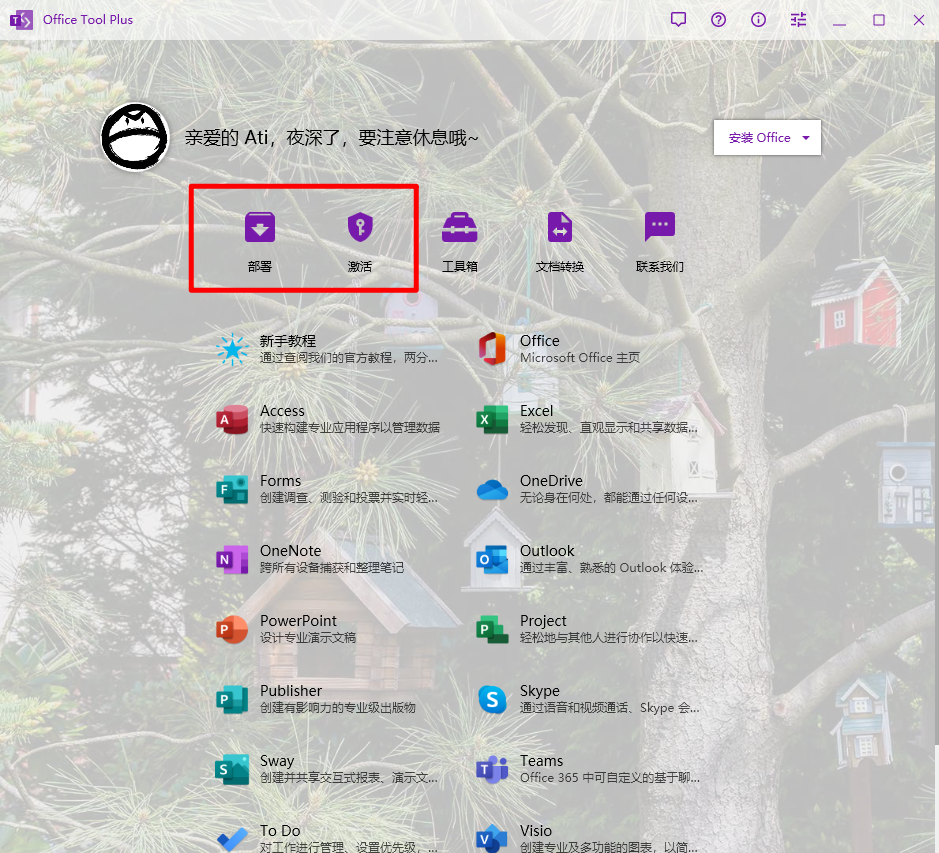 Office Tool Plus
亲爱的 Ati，夜深了，要注意休息哦~
安装 Office
部署
激活
工具箱
文档转换
联系我们
新手教程
通过查阅我们的官方教程，两分...
Office
Microsoft Office 主页
Access
快速构建专业应用程序以管理数据
Excel
轻松发现、直观显示和共享数据...
Forms
创建调查、测验和投票并实时轻...
OneDrive
无论身在何处，都能通过任何设...
OneNote
跨所有设备捕获和整理笔记
Outlook
通过丰富、熟悉的 Outlook 体验...
PowerPoint
设计专业演示文稿
Project
轻松地与其他人进行协作以快速...
Publisher
创建有影响力的专业级出版物
Skype
通过语音和视频通话、Skype 会...
Sway
创建并共享交互式报表、演示文...
Teams
Office 365 中可自定义的基于聊...
To Do
对工作进行管理、设置优先级，...
Visio
创建专业及多功能的图表，以简...